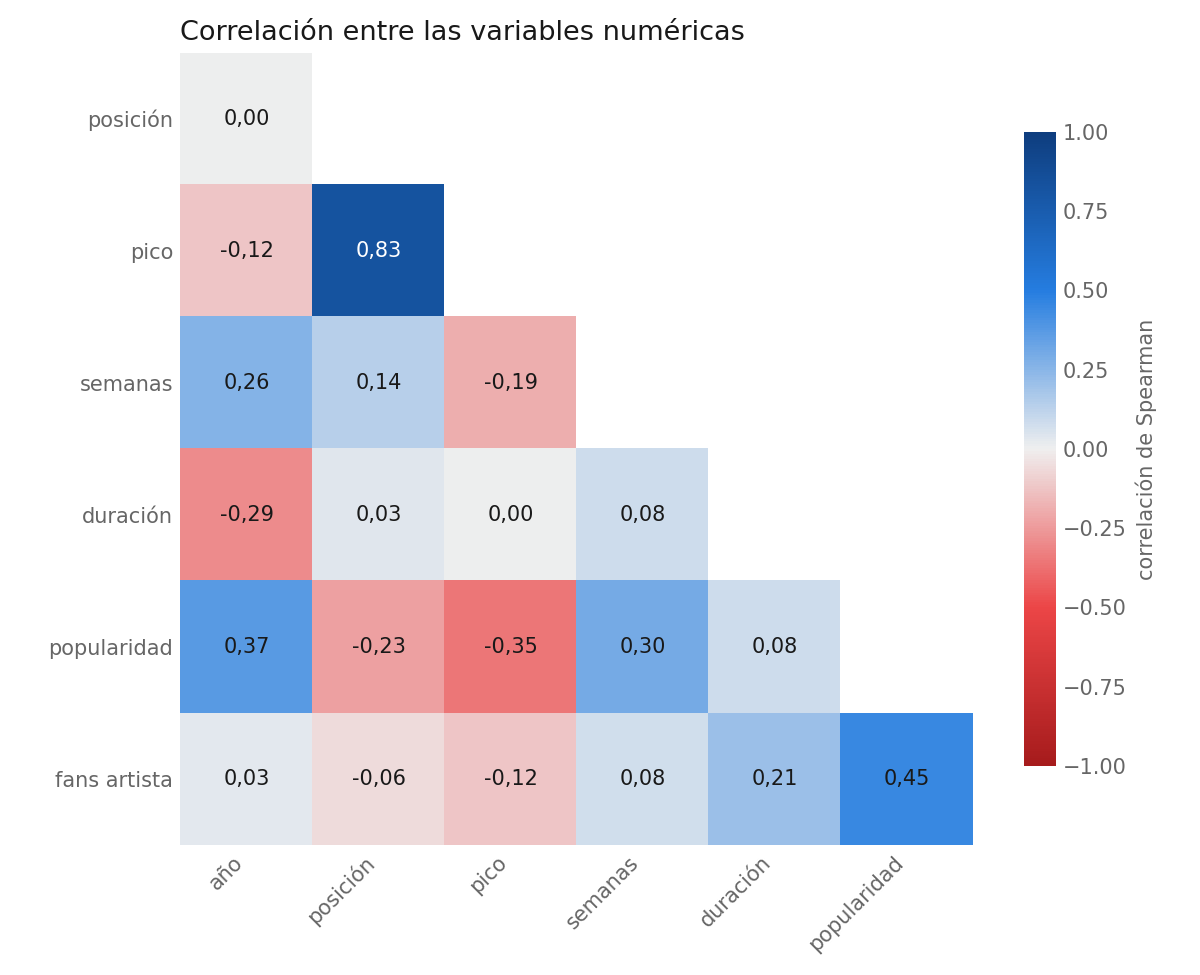 Correlación entre las variables numéricas
posición
0,00
pico
-0,12
0,83
semanas
0,26
0,14
-0,19
duración
-0,29
0,03
0,00
0,08
popularidad
0,37
-0,23
-0,35
0,30
0,08
fans artista
0,03
-0,06
-0,12
0,08
0,21
0,45
año
posición
pico
semanas
duración
popularidad
1.00
0.75
0.50
0.25
0.00
−0.25
−0.50
−0.75
−1.00
correlación de Spearman